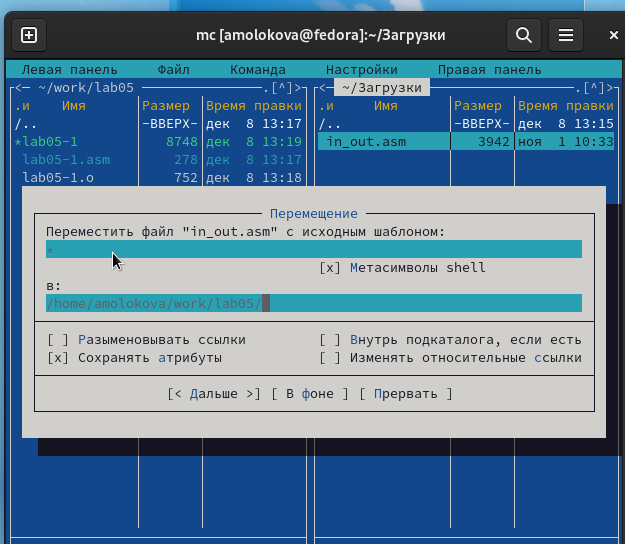 mc [amolokova@fedora]:~/Загрузки
Левая панель Файл Команда Настройки Правая панель
<─ ~/work/lab05 ─.[^]>
.и Имя Размер Время правки
/.. -ВВЕРХ- дек 8 13:17
*lab05-1 8748 дек 8 13:19
lab05-1.asm 278 дек 8 13:17
lab05-1.o 752 дек 8 13:18
<─ ~/Загрузки ─.[^]>
.и Имя Размер Время правки
/.. -ВВЕРХ- дек 8 13:15
in_out.asm 3942 ноя 1 10:33
Перемещение
Переместить файл "in_out.asm" с исходным шаблоном:
*
[x] Метасимволы shell
в:
/home/amolokova/work/lab05/
[ ] Разыменовывать ссылки [ ] Внутрь подкаталога, если есть
[x] Сохранять атрибуты [ ] Изменять относительные ссылки
[< Дальше >] [ В фоне ] [ Прервать ]